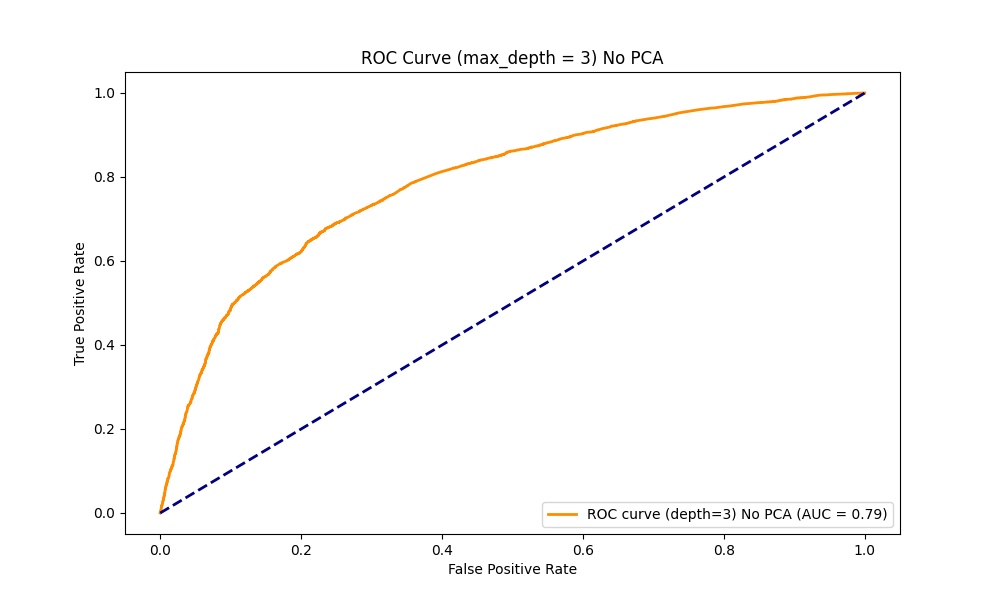 ROC Curve (max_depth = 3) No PCA
True Positive Rate
1.0
0.8
0.6
0.4
0.2
0.0
ROC curve (depth=3) No PCA (AUC = 0.79)
0.0 0.2 0.4 0.6 0.8 1.0
False Positive Rate